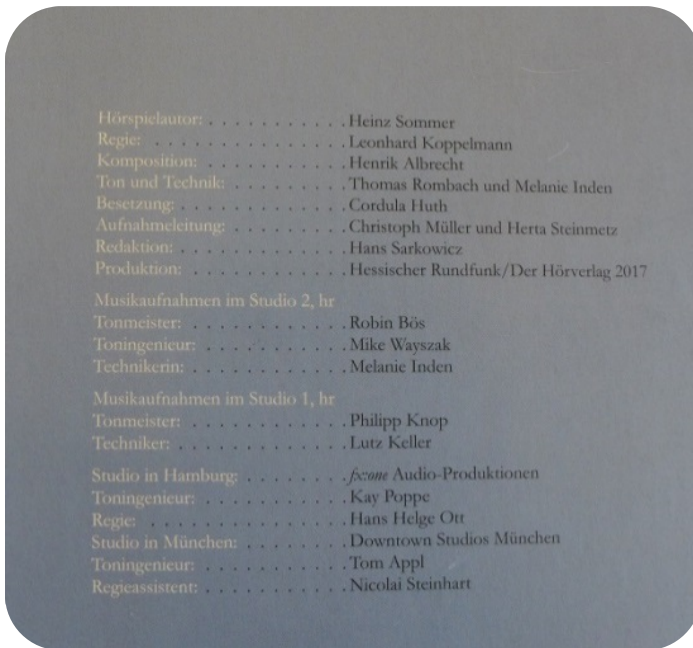 Hörspielautor: . . . . . . . . . . . Heinz Sommer
Regie: . . . . . . . . . . . . . . . . Leonhard Koppelmann
Komposition: . . . . . . . . . . . Henrik Albrecht
Ton und Technik: . . . . . . . . . Thomas Rombach und Melanie Inden
Besetzung: . . . . . . . . . . . . . Cordula Huth
Aufnahmeleitung: . . . . . . . . . Christoph Müller und Herta Steinmetz
Redaktion: . . . . . . . . . . . . . Hans Sarkowicz
Produktion: . . . . . . . . . . . . Hessischer Rundfunk/Der Hörverlag 2017
Musikaufnahmen im Studio 2, hr
Tonmeister: . . . . . . . . . . . . Robin Bös
Toningenieur: . . . . . . . . . . . Mike Wayszak
Technikerin: . . . . . . . . . . . . Melanie Inden
Musikaufnahmen im Studio 1, hr
Tonmeister: . . . . . . . . . . . . Philipp Knop
Techniker: . . . . . . . . . . . . . Lutz Keller
Studio in Hamburg: . . . . . . . . fx:one Audio-Produktionen
Toningenieur: . . . . . . . . . . . Kay Poppe
Regie: . . . . . . . . . . . . . . . Hans Helge Ott
Studio in München: . . . . . . . . Downtown Studios München
Toningenieur: . . . . . . . . . . . Tom Appl
Regieassistent: . . . . . . . . . . . Nicolai Steinhart